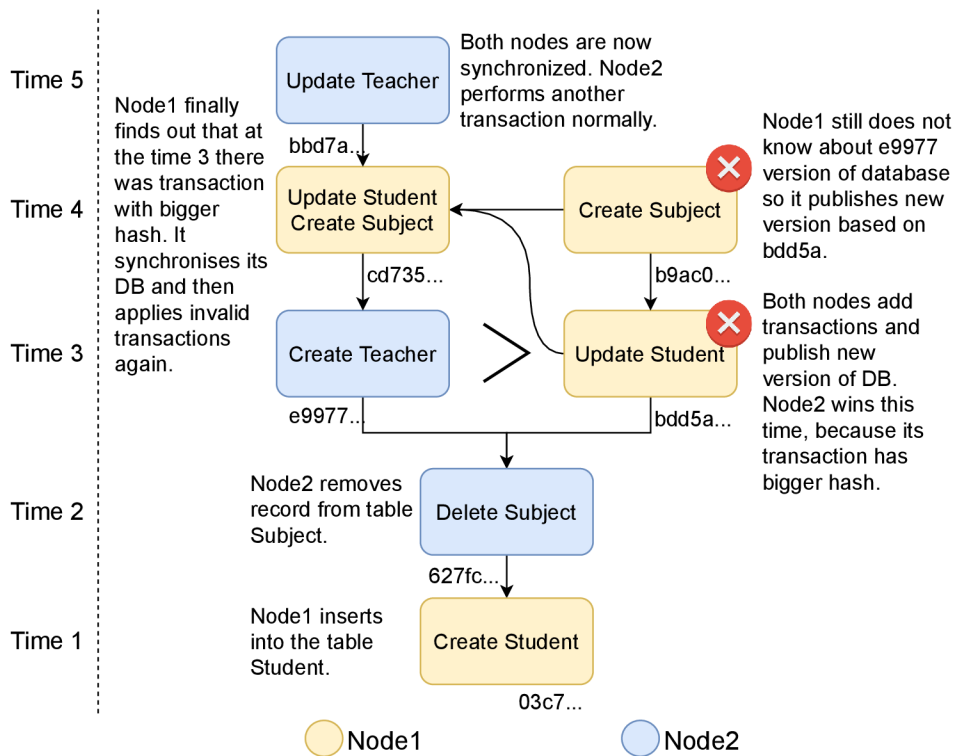 Time 5
Update Teacher
Both nodes are now
synchronized. Node2
performs another
transaction normally.
Node1 finally
finds out that at
the time 3 there
was transaction
with bigger
hash. It
synchronises its
DB and then
applies invalid
transactions
again.
bbd7a...
Time 4
Update Student
Create Subject
Create Subject
Node1 still does not
know about e9977
version of database
so it publishes new
version based on
bdd5a.
cd735...
b9ac0...
Time 3
Create Teacher
>
Update Student
Both nodes add
transactions and
publish new
version of DB.
Node2 wins this
time, because its
transaction has
bigger hash.
e9977...
bdd5a...
Time 2
Node2 removes
record from table
Subject.
Delete Subject
627fc...
Time 1
Node1 inserts
into the table
Student.
Create Student
03c7...
Node1
Node2